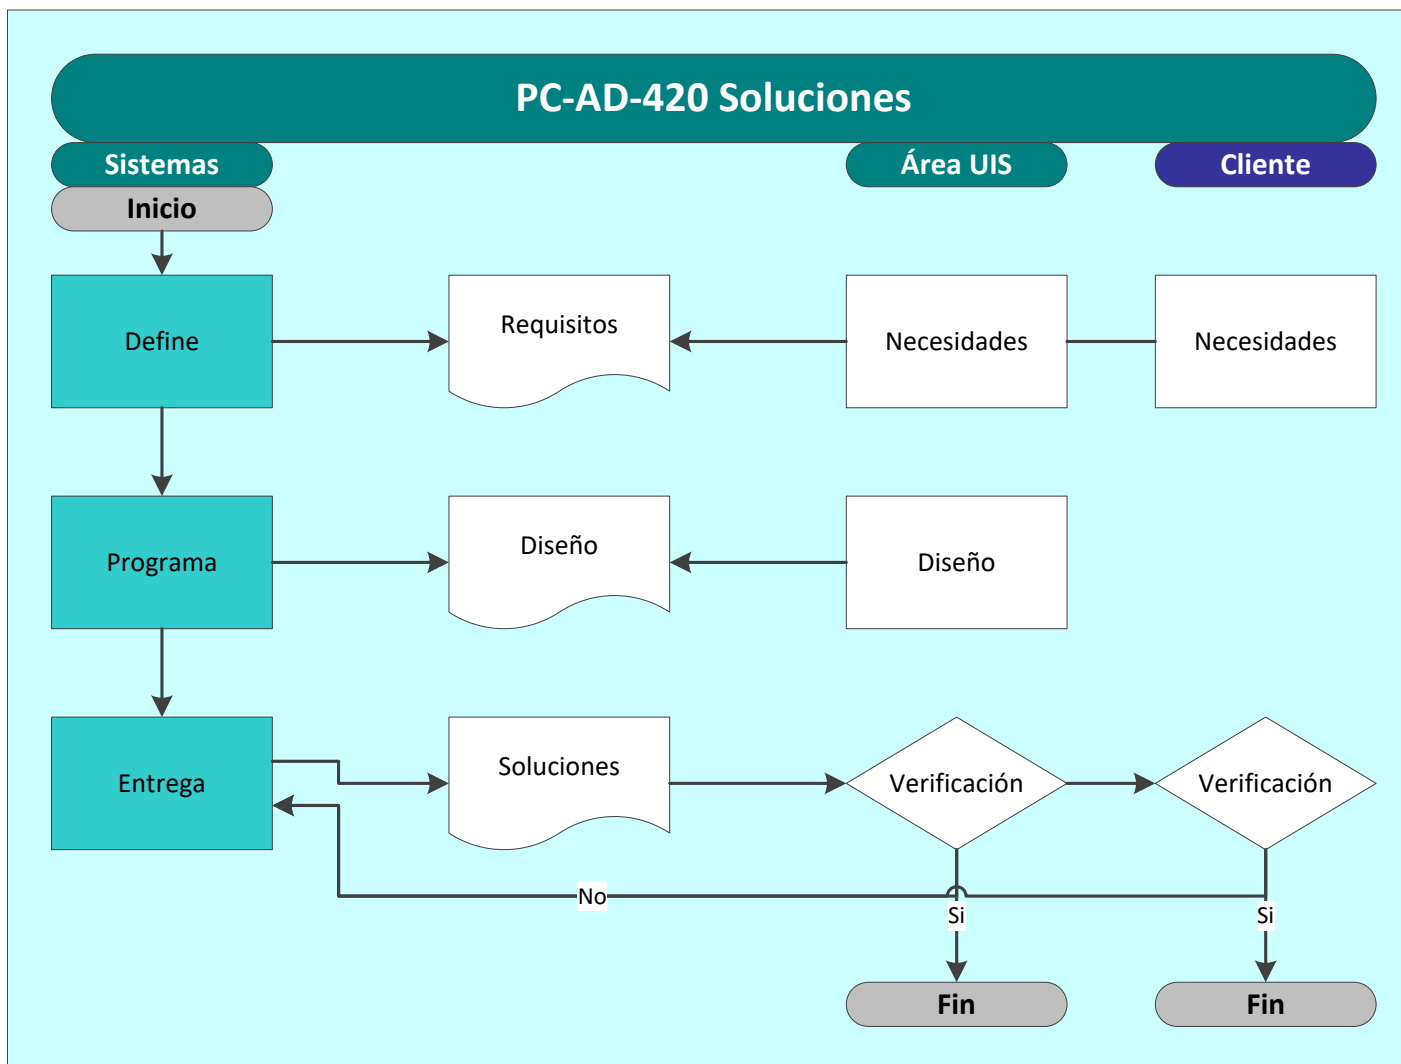 PC-AD-420 Soluciones
Sistemas
Área UIS
Cliente
Inicio
Define
Requisitos
Necesidades
Necesidades
Programa
Diseño
Diseño
Entrega
Soluciones
Verificación
Verificación
No
Si
Si
Fin
Fin